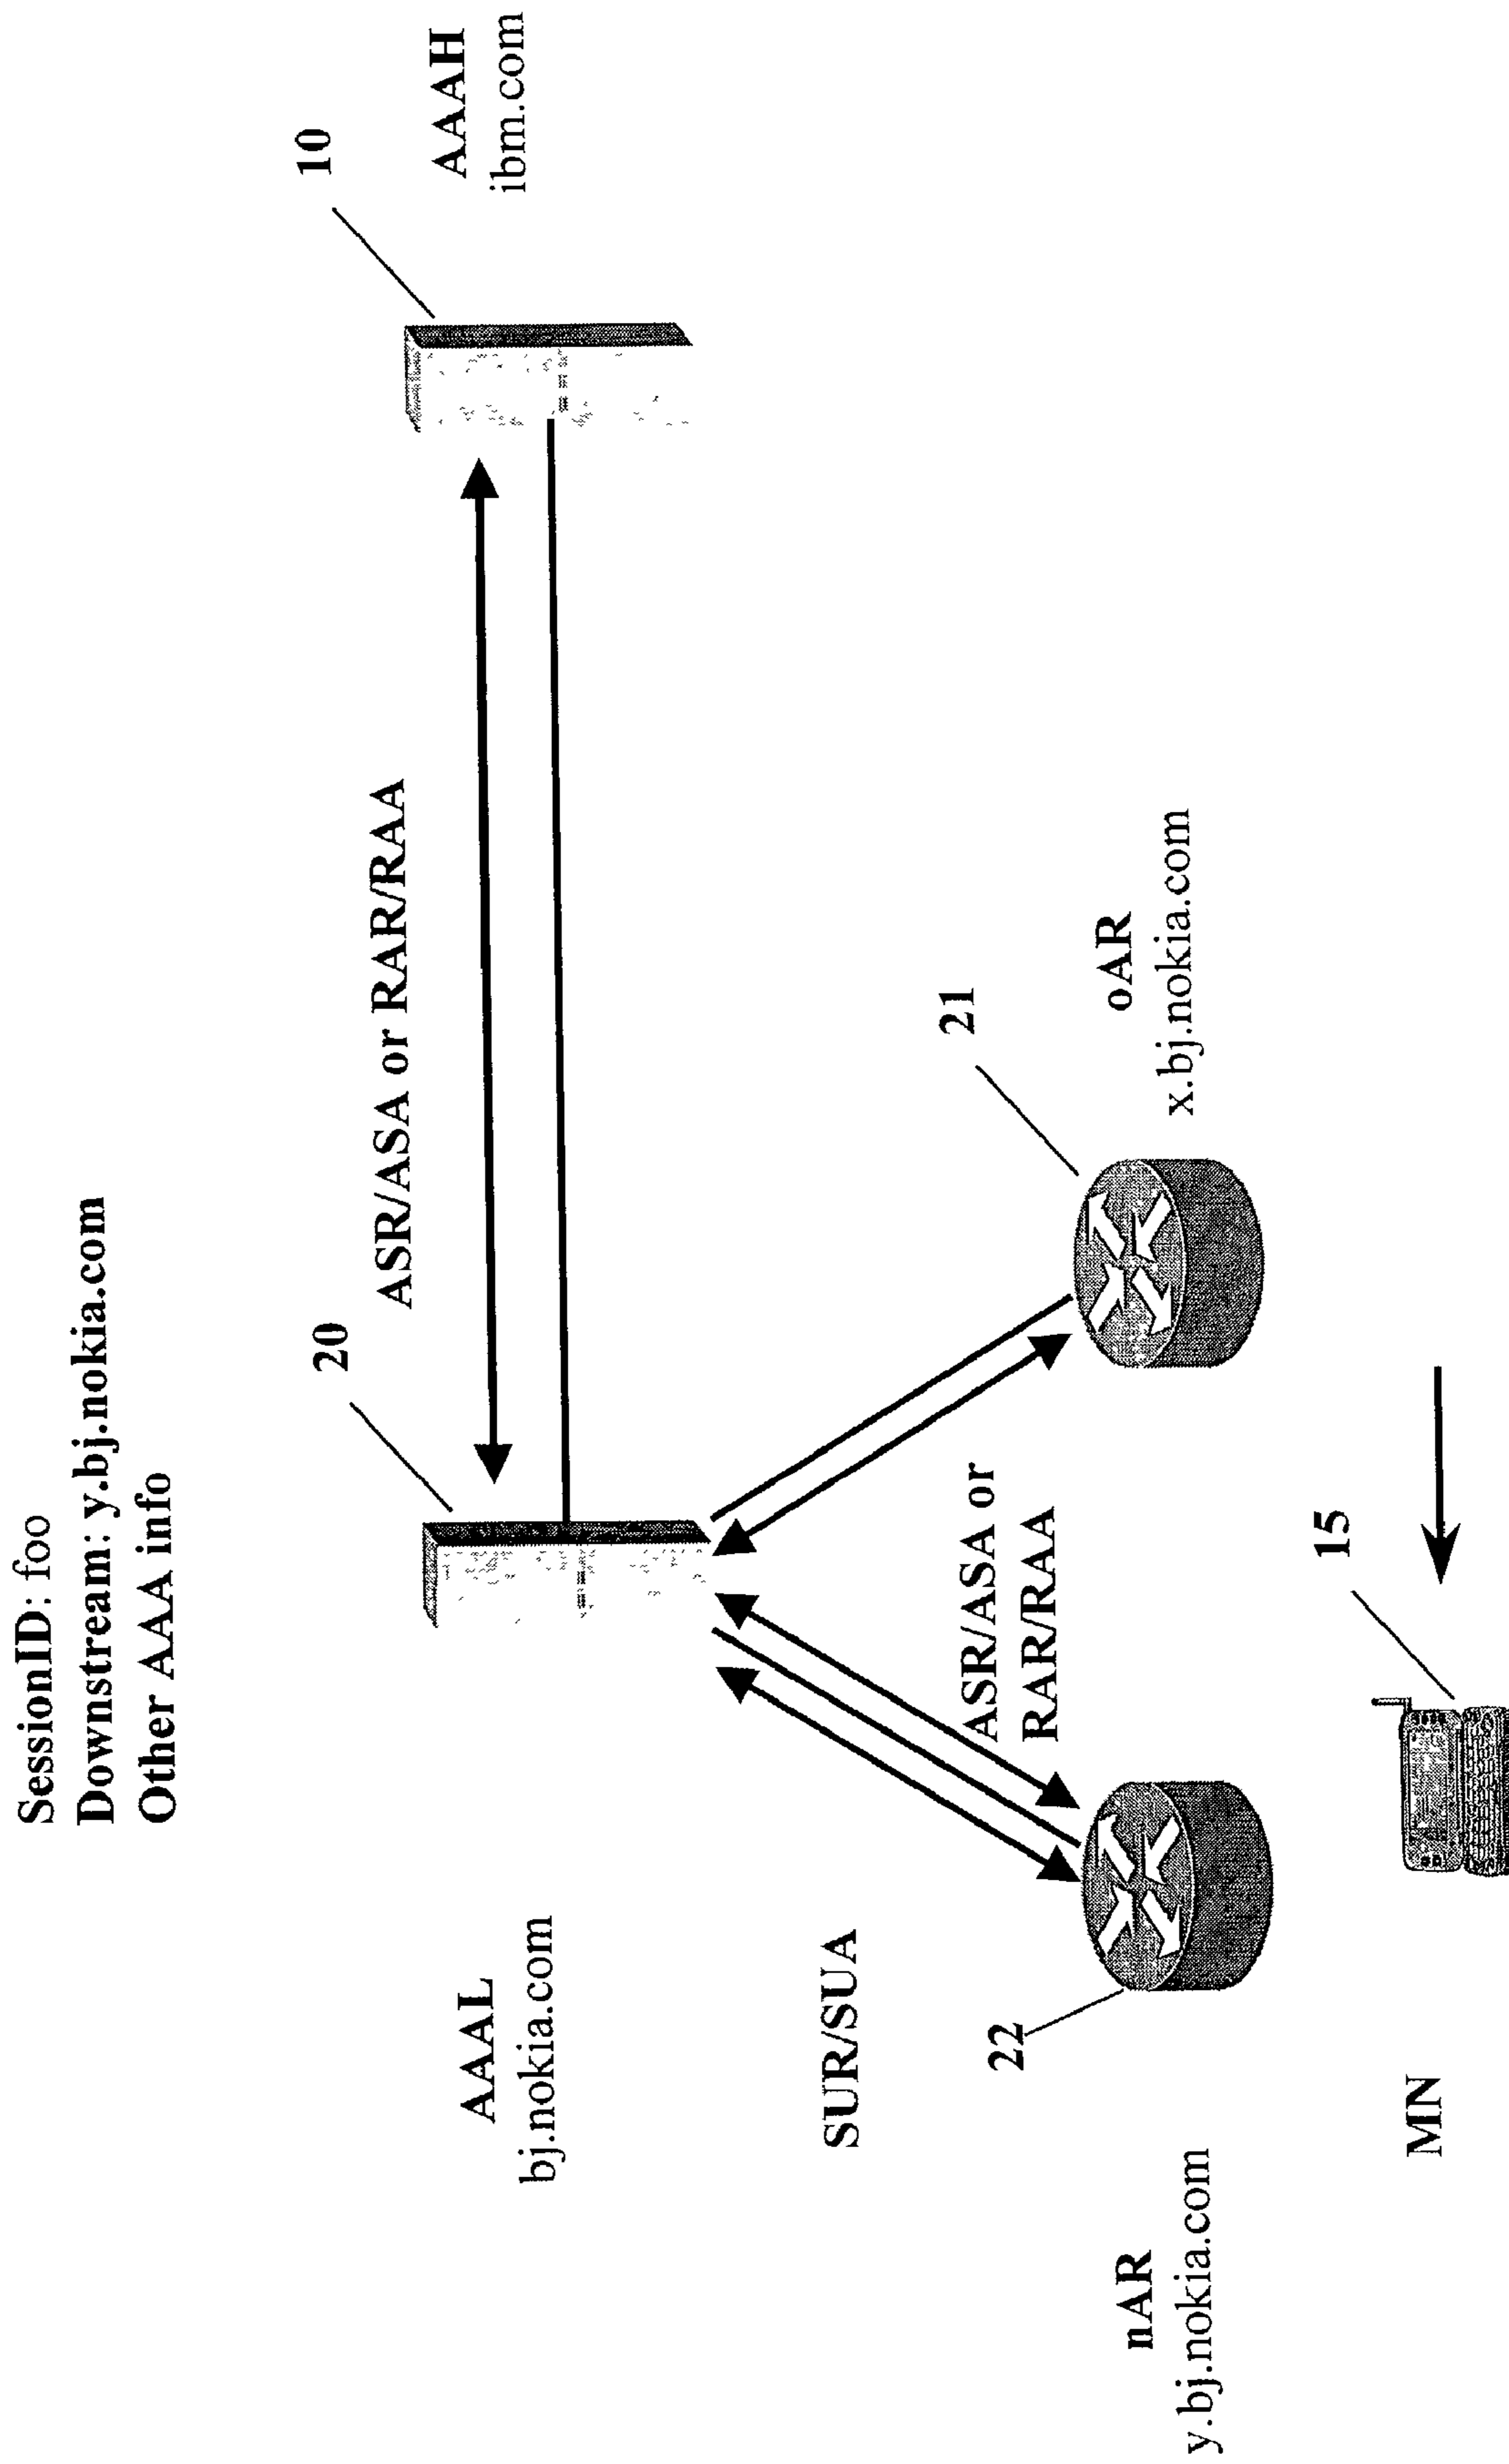 SessionID: foo
Downstream: y.bj.nokia.com
Other AAA info
20
ASR/ASA or RAR/RAA
10
AAAL
bj.nokia.com
AAAH
ibm.com
SUR/SUA
ASR/ASA or
RAR/RAA
21
22
oAR
x.bj.nokia.com
nAR
y.bj.nokia.com
15
MN